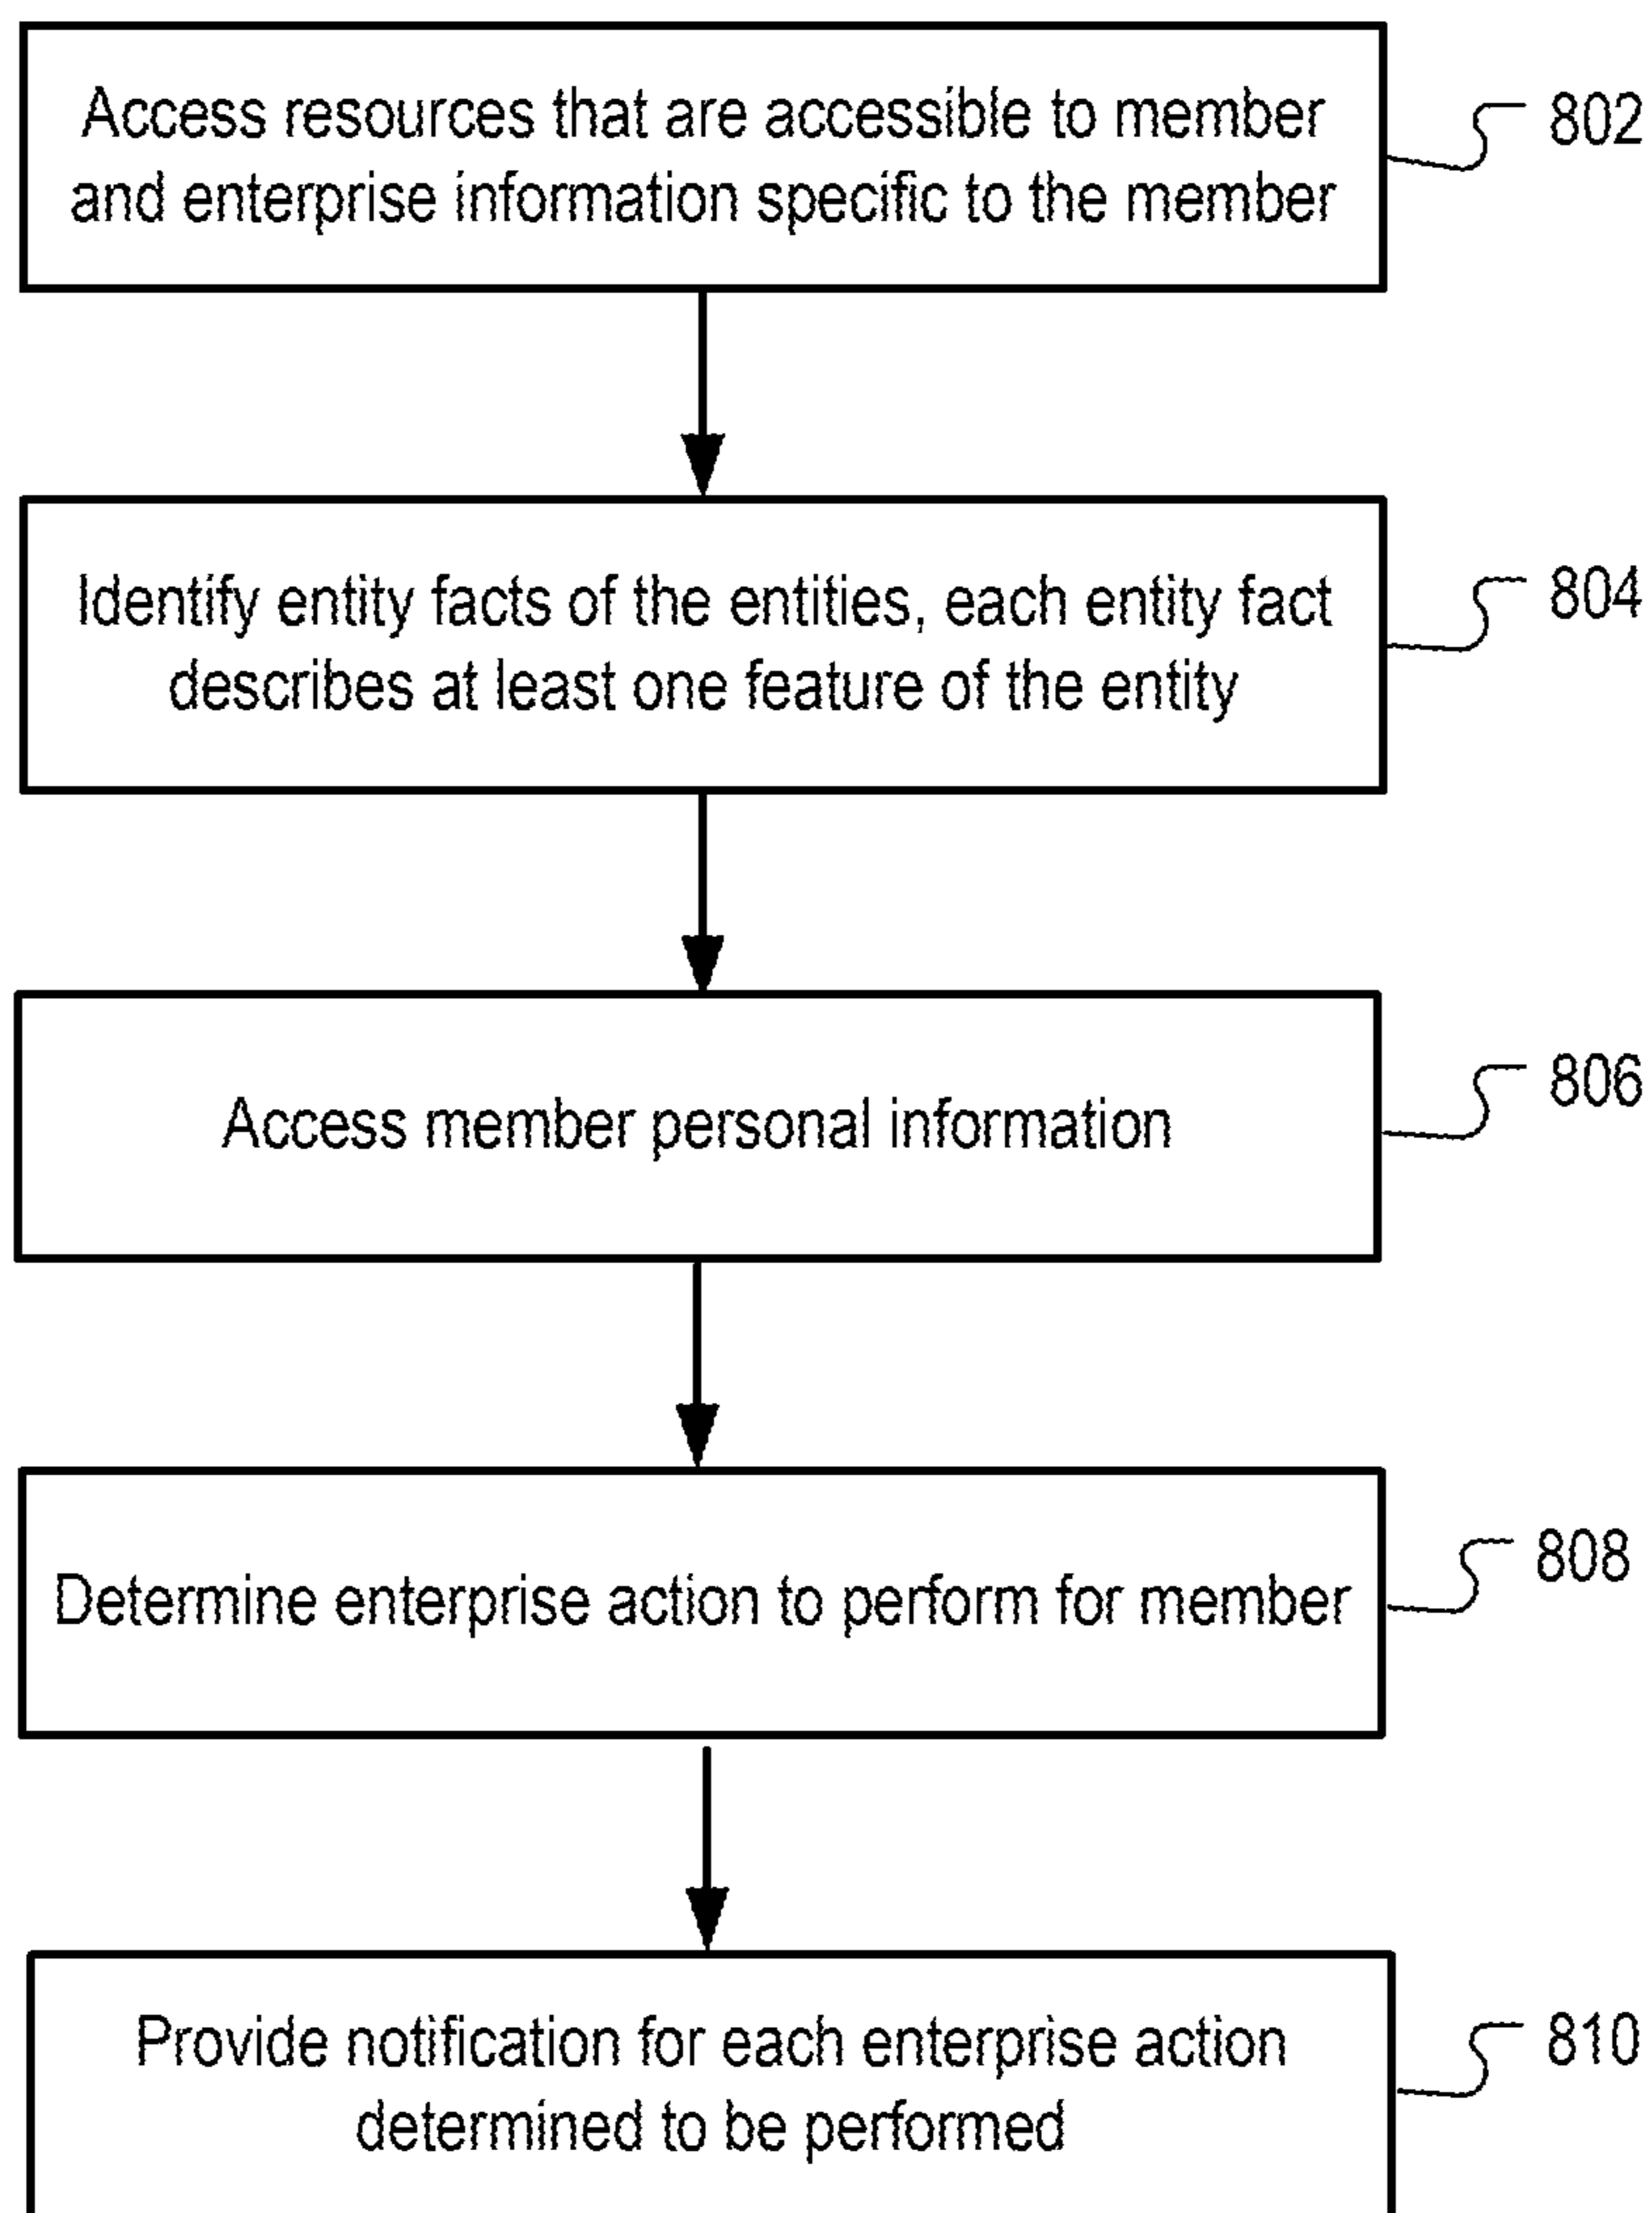 Access resources that are accessible to member
and enterprise information specific to the member
802
Identify entity facts of the entities, each entity fact
describes at least one feature of the entity
804
Access member personal information
806
Determine enterprise action to perform for member
808
Provide notification for each enterprise action
determined to be performed
810